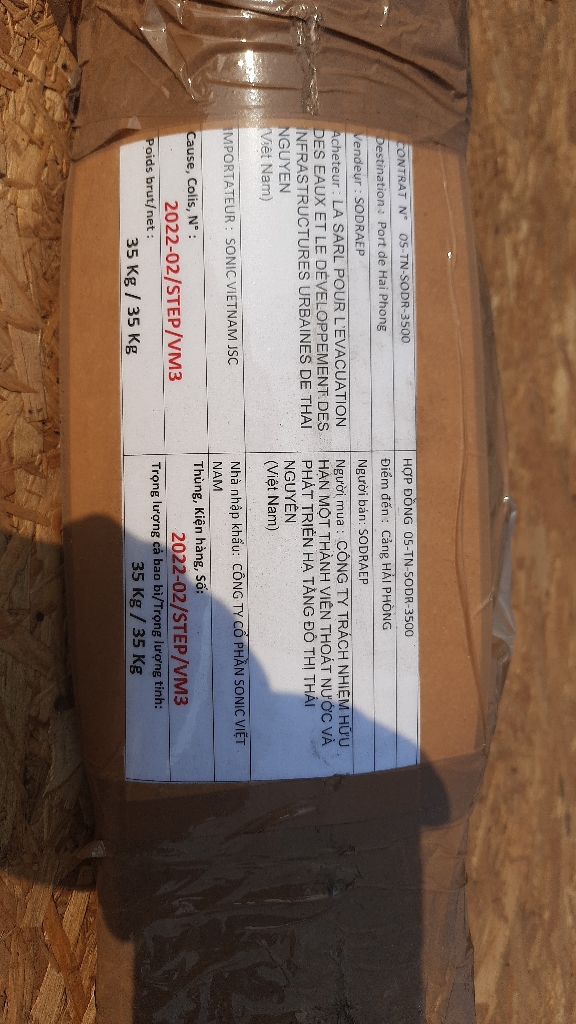 CONTRAT N° 05-TN-SODR-3500
Destination : Port de Hai Phong
Vendeur : SODRAEP
Acheteur : LA SARL POUR L'EVACUATION
DES EAUX ET LE DÉVELOPPEMENT DES
INFRASTRUCTURES URBAINES DE THAI
NGUYEN
(Việt Nam)
IMPORTATEUR : SONIC VIETNAM JSC
Cause, Colis, N° :
2022-02/STEP/VM3
Poids brut/net :
35 Kg / 35 Kg
HỢP ĐỒNG 05-TN-SODR-3500
Điểm đến : Cảng HẢI PHÒNG
Người bán: SODRAEP
Người mua : CÔNG TY TRÁCH NHIỆM HỮU
HẠN MỘT THÀNH VIÊN THOÁT NƯỚC VÀ
PHÁT TRIỂN HẠ TẦNG ĐÔ THỊ THÁI
NGUYÊN
(Việt Nam)
Nhà nhập khẩu: CÔNG TY CỔ PHẦN SONIC VIỆT
NAM
Thùng, Kiện hàng, Số:
2022-02/STEP/VM3
Trọng lượng cả bao bì/Trọng lượng tinh:
35 Kg / 35 Kg